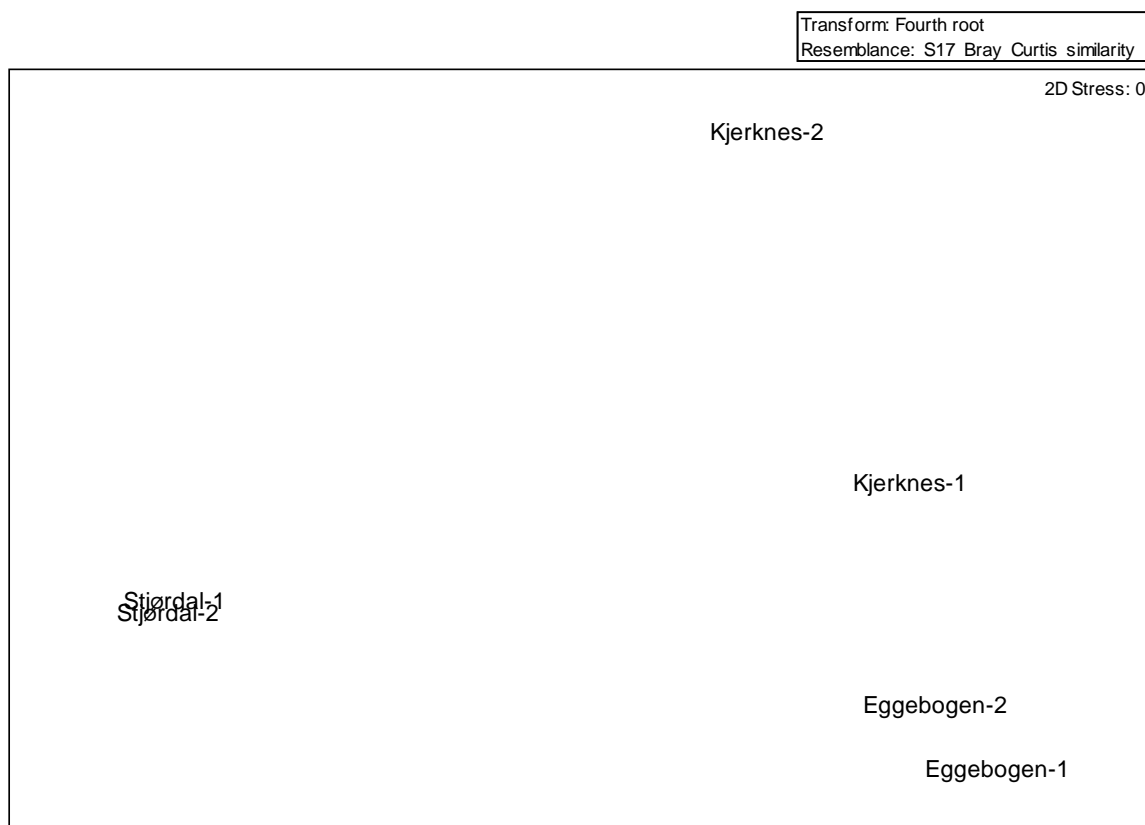 Transform: Fourth root
Resemblance: S17 Bray Curtis similarity
2D Stress: 0
Kjerknes-2
Kjerknes-1
Stjørdal-1
Stjørdal-2
Eggebogen-2
Eggebogen-1